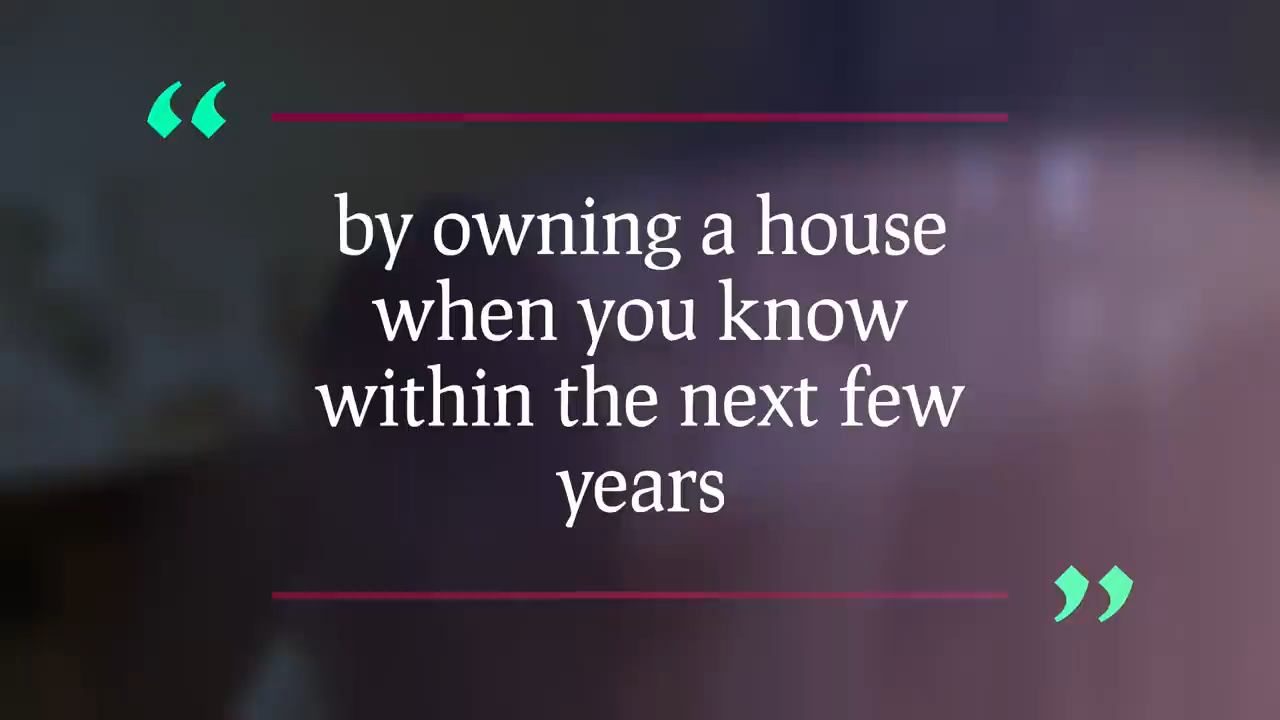 “
by owning a house
when you know
within the next few
years
”